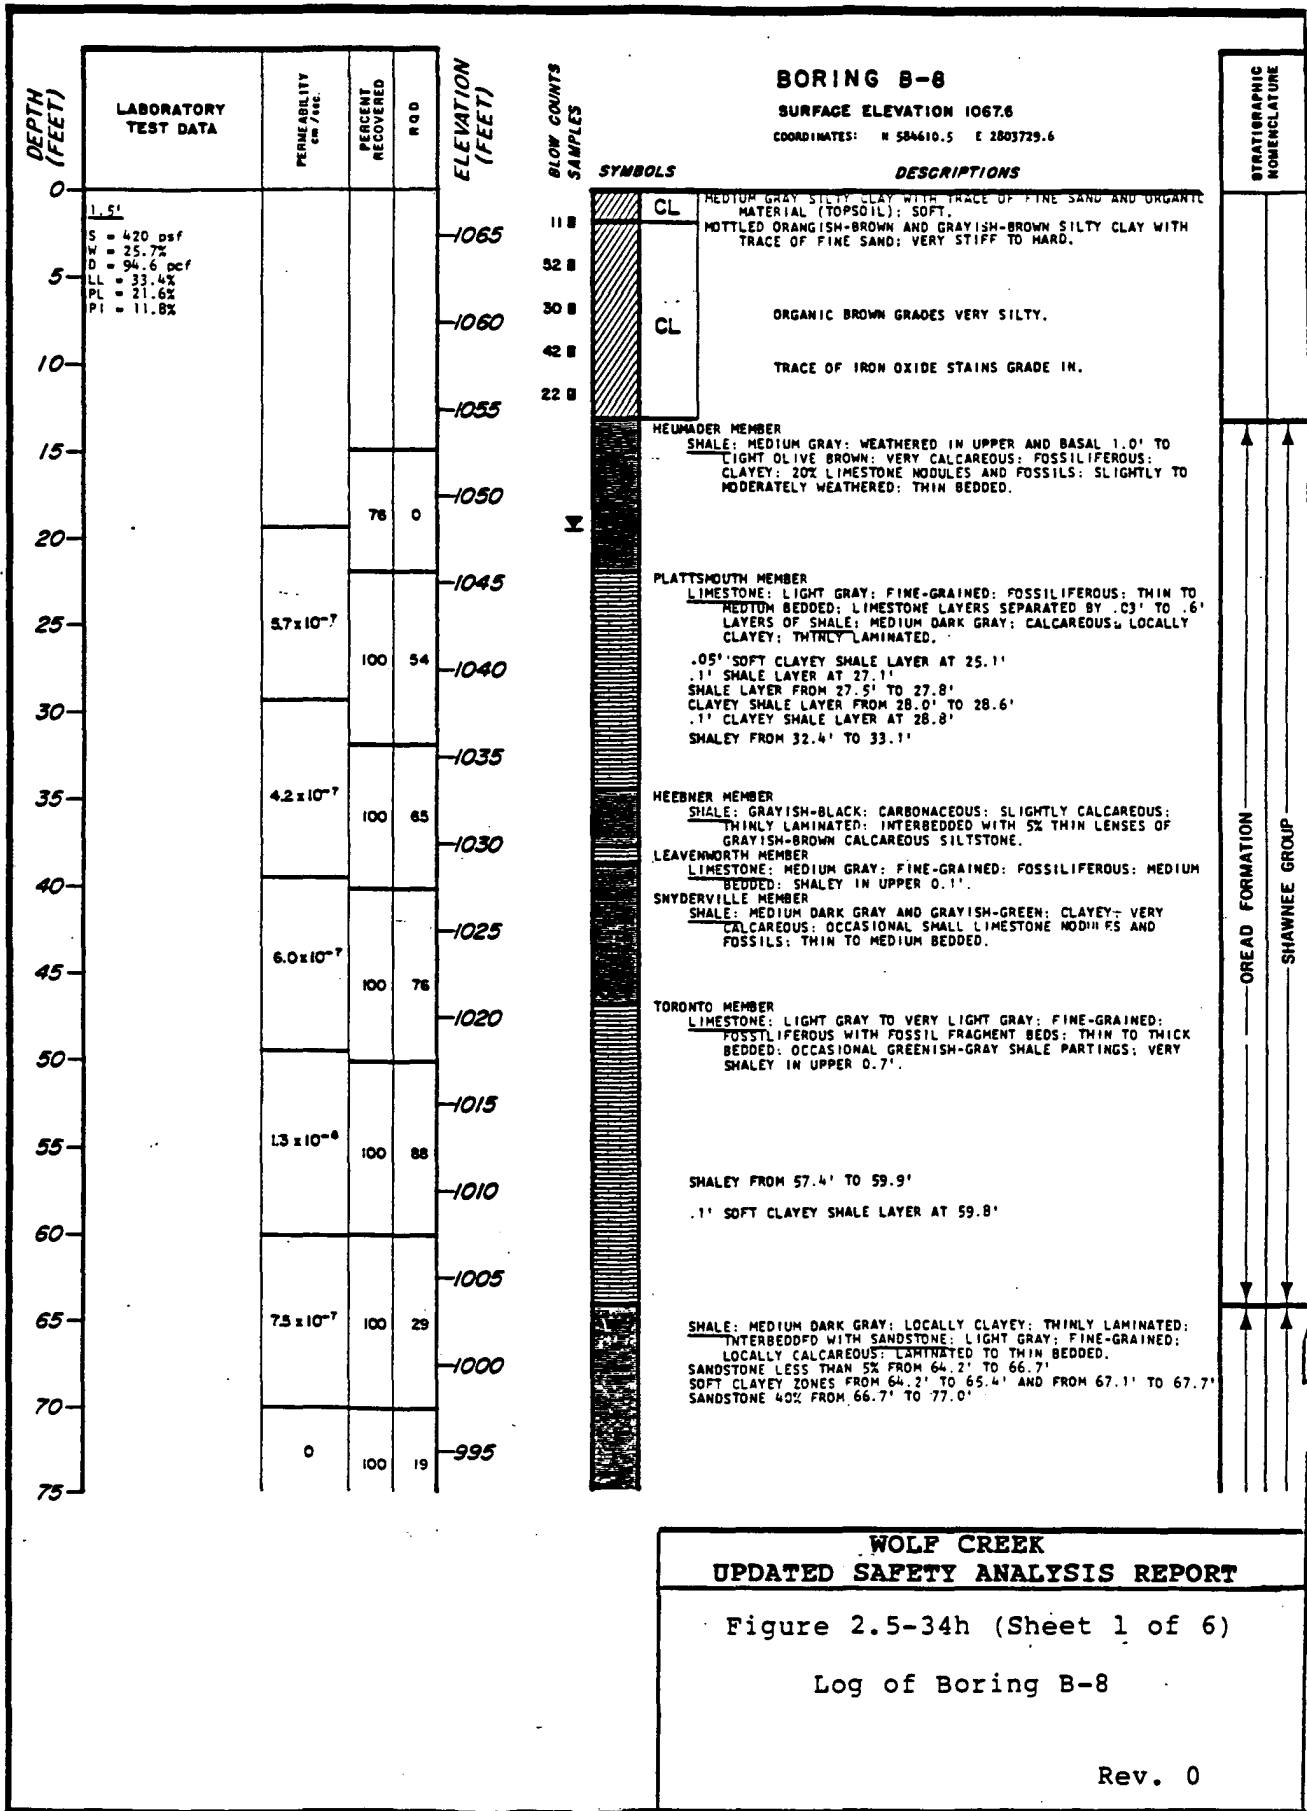 BORING B-8
SURFACE ELEVATION 1067.6
COORDINATES: N 584610.5 E 2803729.6
DEPTH (FEET)
LABORATORY TEST DATA
PERMEABILITY cm/sec.
PERCENT RECOVERED
RQD
ELEVATION (FEET)
BLOW COUNTS
SAMPLES
SYMBOLS
DESCRIPTIONS
STRATIGRAPHIC NOMENCLATURE
0
5
10
15
20
25
30
35
40
45
50
55
60
65
70
75
1.5'
S = 420 psf
W = 25.7%
D = 94.6 pcf
LL = 33.4%
PL = 21.6%
PI = 11.8%
5.7 x 10-7
4.2 x 10-7
6.0 x 10-7
1.3 x 10-6
7.5 x 10-7
0
76 0
100 54
100 65
100 76
100 88
100 29
100 19
1065
1060
1055
1050
1045
1040
1035
1030
1025
1020
1015
1010
1005
1000
995
11
52
30
42
22
CL
CL
MEDIUM GRAY SILTY CLAY WITH TRACE OF FINE SAND AND ORGANIC
MATERIAL (TOPSOIL); SOFT.
MOTTLED ORANGISH-BROWN AND GRAYISH-BROWN SILTY CLAY WITH
TRACE OF FINE SAND; VERY STIFF TO HARD.
ORGANIC BROWN GRADES VERY SILTY.
TRACE OF IRON OXIDE STAINS GRADE IN.
HEUMADER MEMBER
SHALE: MEDIUM GRAY; WEATHERED IN UPPER AND BASAL 1.0' TO
LIGHT OLIVE BROWN; VERY CALCAREOUS; FOSSILIFEROUS;
CLAYEY; 20% LIMESTONE NODULES AND FOSSILS; SLIGHTLY TO
MODERATELY WEATHERED; THIN BEDDED.
PLATTSMOUTH MEMBER
LIMESTONE: LIGHT GRAY; FINE-GRAINED; FOSSILIFEROUS; THIN TO
MEDIUM BEDDED; LIMESTONE LAYERS SEPARATED BY .03' TO .6'
LAYERS OF SHALE; MEDIUM DARK GRAY; CALCAREOUS; LOCALLY
CLAYEY; THINLY LAMINATED.
.05' SOFT CLAYEY SHALE LAYER AT 25.1'
.1' SHALE LAYER AT 27.1'
SHALE LAYER FROM 27.5' TO 27.8'
CLAYEY SHALE LAYER FROM 28.0' TO 28.6'
.1' CLAYEY SHALE LAYER AT 28.8'
SHALEY FROM 32.4' TO 33.1'
HEEBNER MEMBER
SHALE: GRAYISH-BLACK; CARBONACEOUS; SLIGHTLY CALCAREOUS;
THINLY LAMINATED; INTERBEDDED WITH 5% THIN LENSES OF
GRAYISH-BROWN CALCAREOUS SILTSTONE.
LEAVENWORTH MEMBER
LIMESTONE: MEDIUM GRAY; FINE-GRAINED; FOSSILIFEROUS; MEDIUM
BEDDED; SHALEY IN UPPER 0.1'.
SNYDERVILLE MEMBER
SHALE: MEDIUM DARK GRAY AND GRAYISH-GREEN; CLAYEY; VERY
CALCAREOUS; OCCASIONAL SMALL LIMESTONE NODULES AND
FOSSILS; THIN TO MEDIUM BEDDED.
TORONTO MEMBER
LIMESTONE: LIGHT GRAY TO VERY LIGHT GRAY; FINE-GRAINED;
FOSSILIFEROUS WITH FOSSIL FRAGMENT BEDS; THIN TO THICK
BEDDED; OCCASIONAL GREENISH-GRAY SHALE PARTINGS; VERY
SHALEY IN UPPER 0.7'.
SHALEY FROM 57.4' TO 59.9'
.1' SOFT CLAYEY SHALE LAYER AT 59.8'
SHALE: MEDIUM DARK GRAY; LOCALLY CLAYEY; THINLY LAMINATED;
INTERBEDDED WITH SANDSTONE; LIGHT GRAY; FINE-GRAINED;
LOCALLY CALCAREOUS; LAMINATED TO THIN BEDDED.
SANDSTONE LESS THAN 5% FROM 64.2' TO 66.7'
SOFT CLAYEY ZONES FROM 64.2' TO 65.4' AND FROM 67.1' TO 67.7'
SANDSTONE 40% FROM 66.7' TO 77.0'
OREAD FORMATION
SHAWNEE GROUP
WOLF CREEK
UPDATED SAFETY ANALYSIS REPORT
Figure 2.5-34h (Sheet 1 of 6)
Log of Boring B-8
Rev. 0